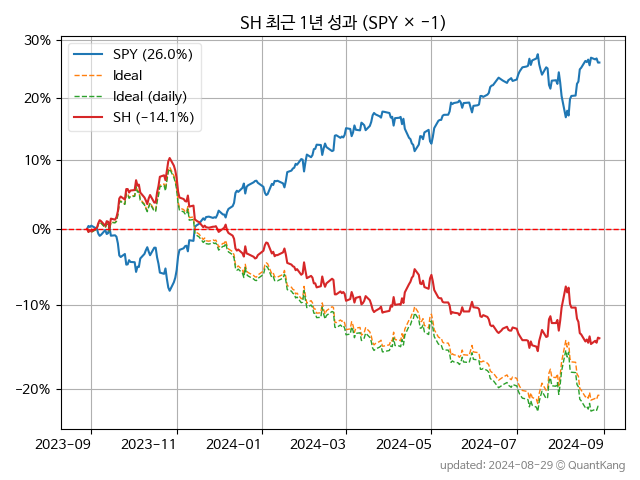 SH 최근 1년 성과 (SPY × −1)
30%
20%
10%
0%
−10%
−20%
SPY (26.0%)
Ideal
Ideal (daily)
SH (−14.1%)
2023-09
2023-11
2024-01
2024-03
2024-05
2024-07
2024-09
updated: 2024-08-29 © QuantKang